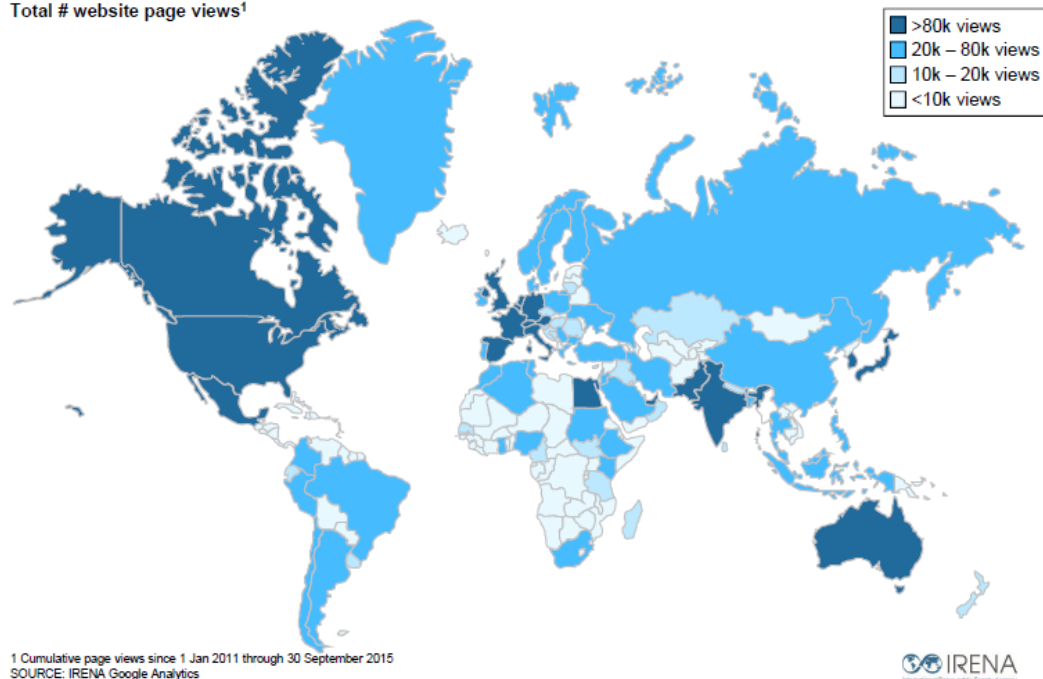 Total # website page views¹
>80k views
20k – 80k views
10k – 20k views
<10k views
1 Cumulative page views since 1 Jan 2011 through 30 September 2015
SOURCE: IRENA Google Analytics
IRENA